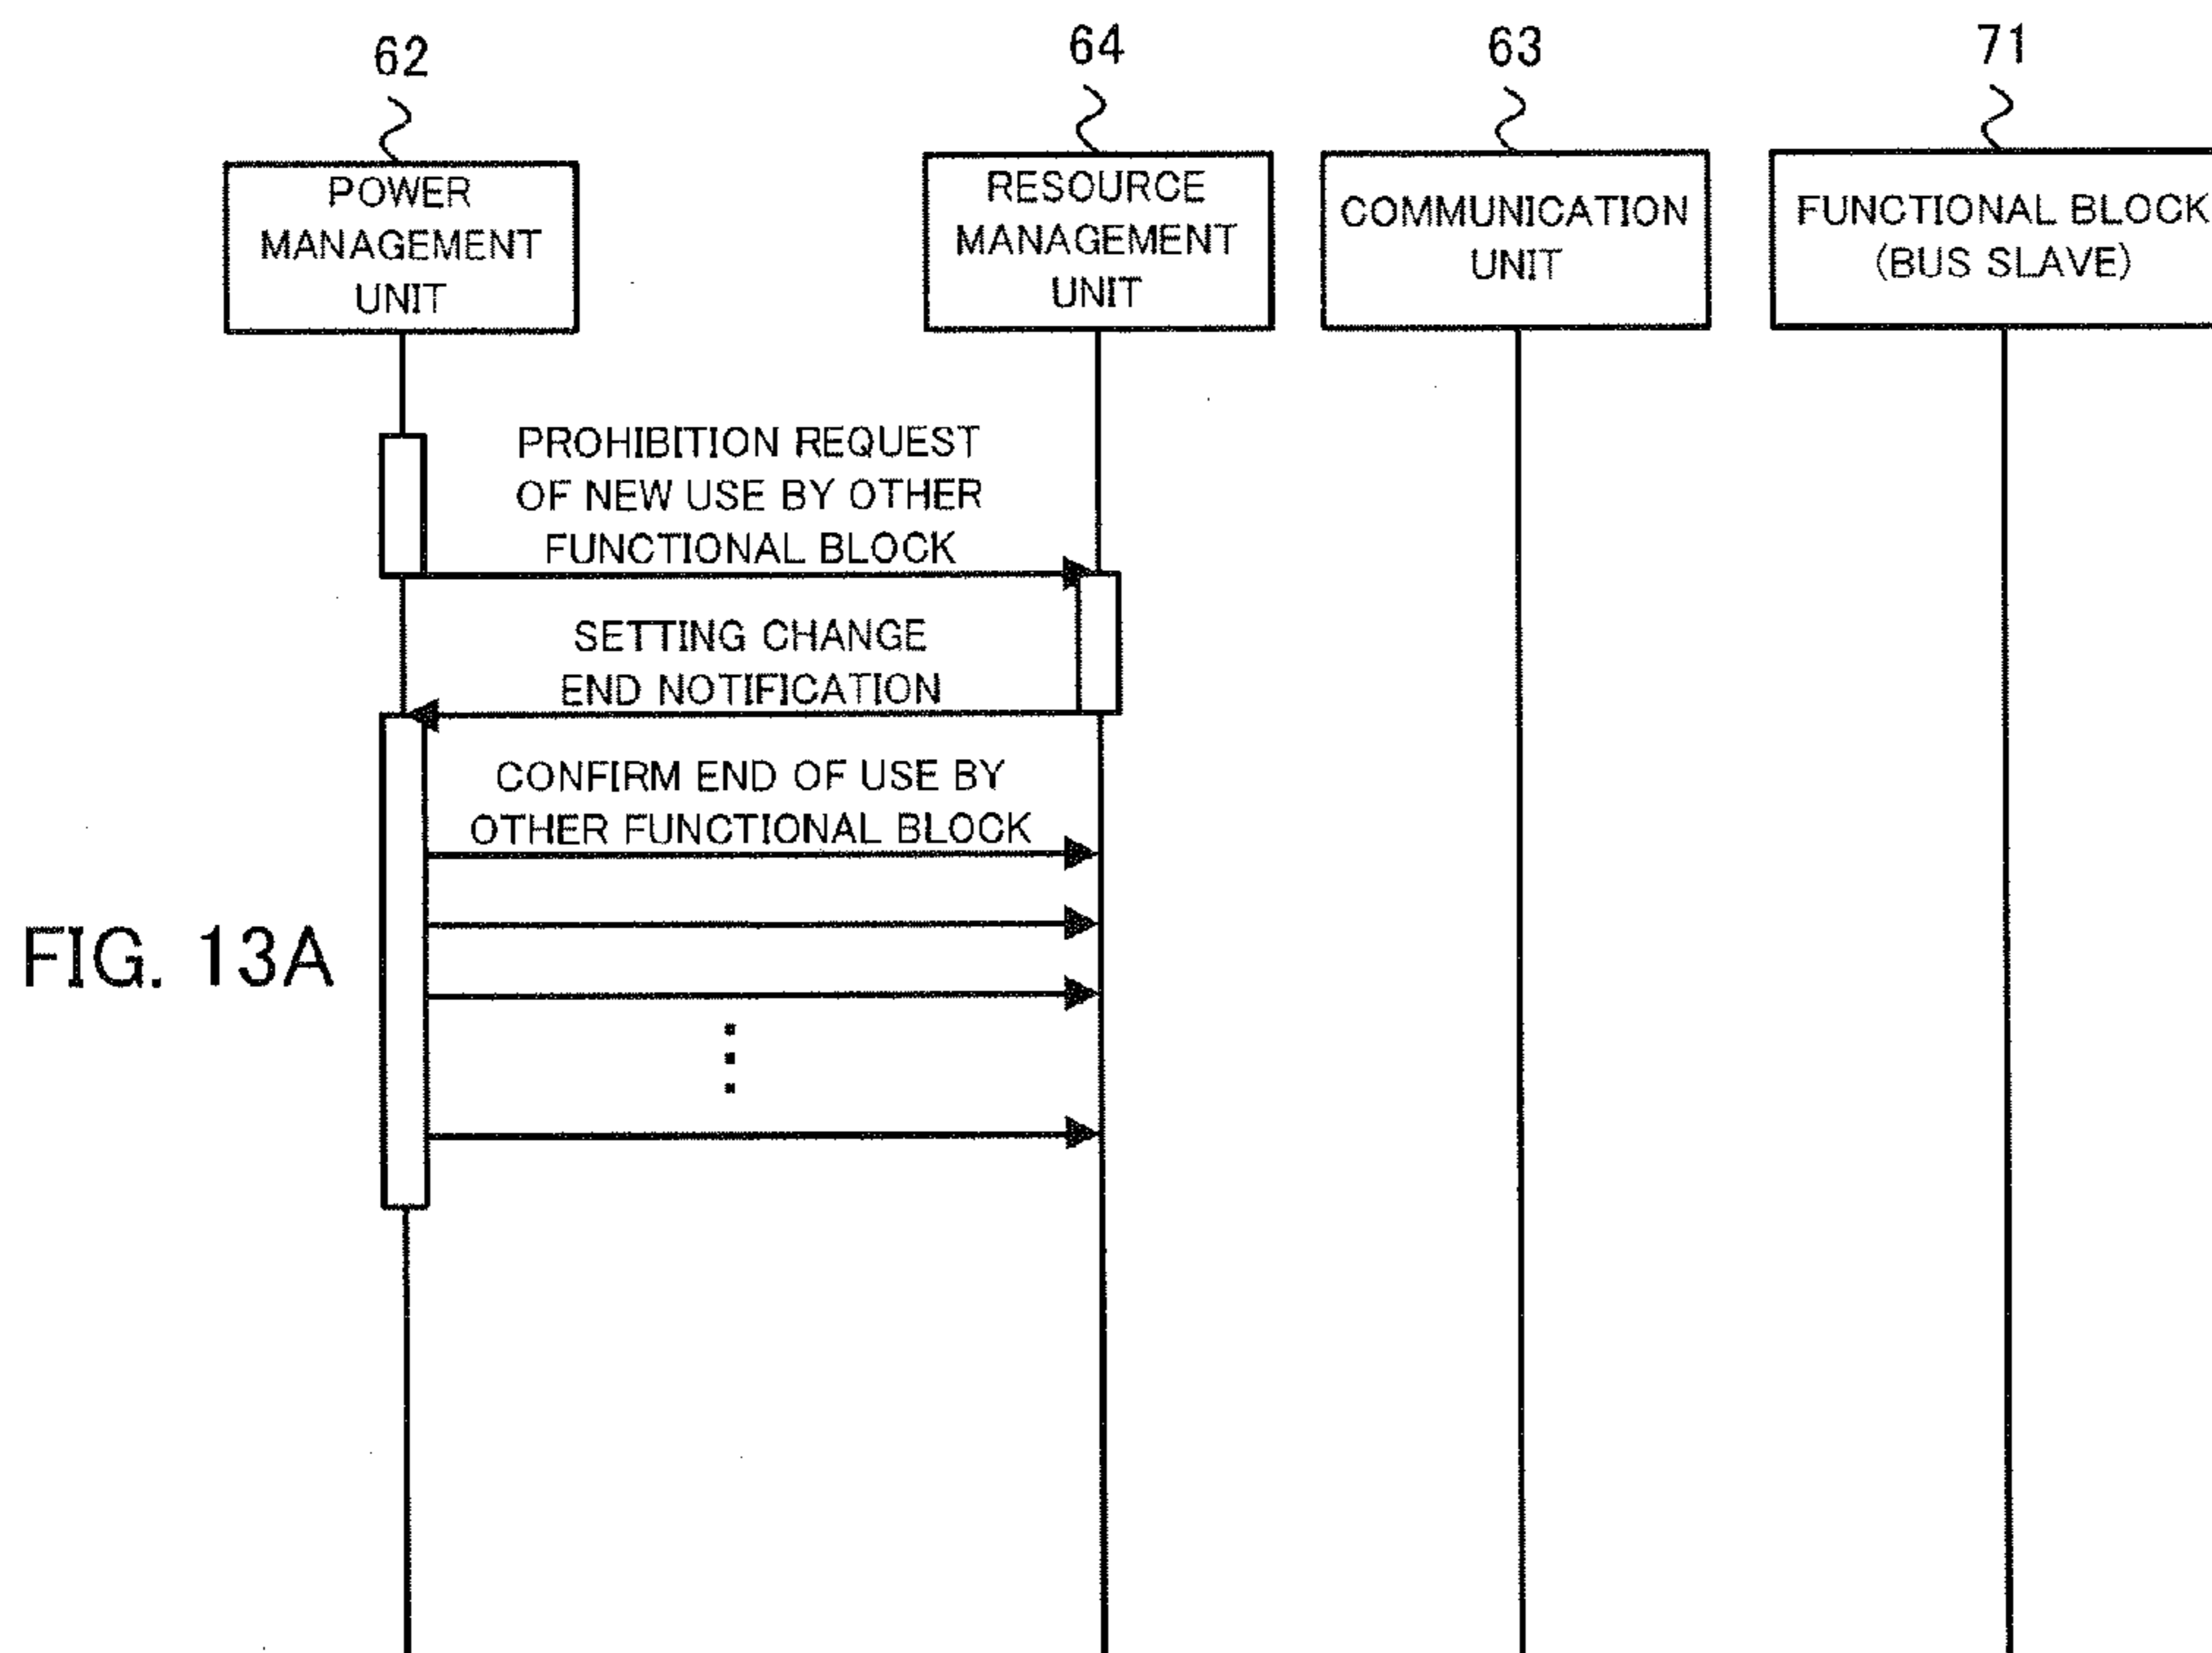 62
64
63
71
POWER
MANAGEMENT
UNIT
RESOURCE
MANAGEMENT
UNIT
COMMUNICATION
UNIT
FUNCTIONAL BLOCK
(BUS SLAVE)
PROHIBITION REQUEST
OF NEW USE BY OTHER
FUNCTIONAL BLOCK
SETTING CHANGE
END NOTIFICATION
CONFIRM END OF USE BY
OTHER FUNCTIONAL BLOCK
FIG. 13A